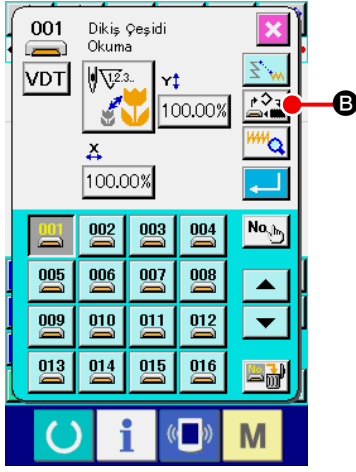 001 Dikiş Çeşidi
Okuma
VDT
1.2.3..
Y
100.00%
X
100.00%
B
001 002 003 004 No.
005 006 007 008
009 010 011 012
013 014 015 016 No.
i M